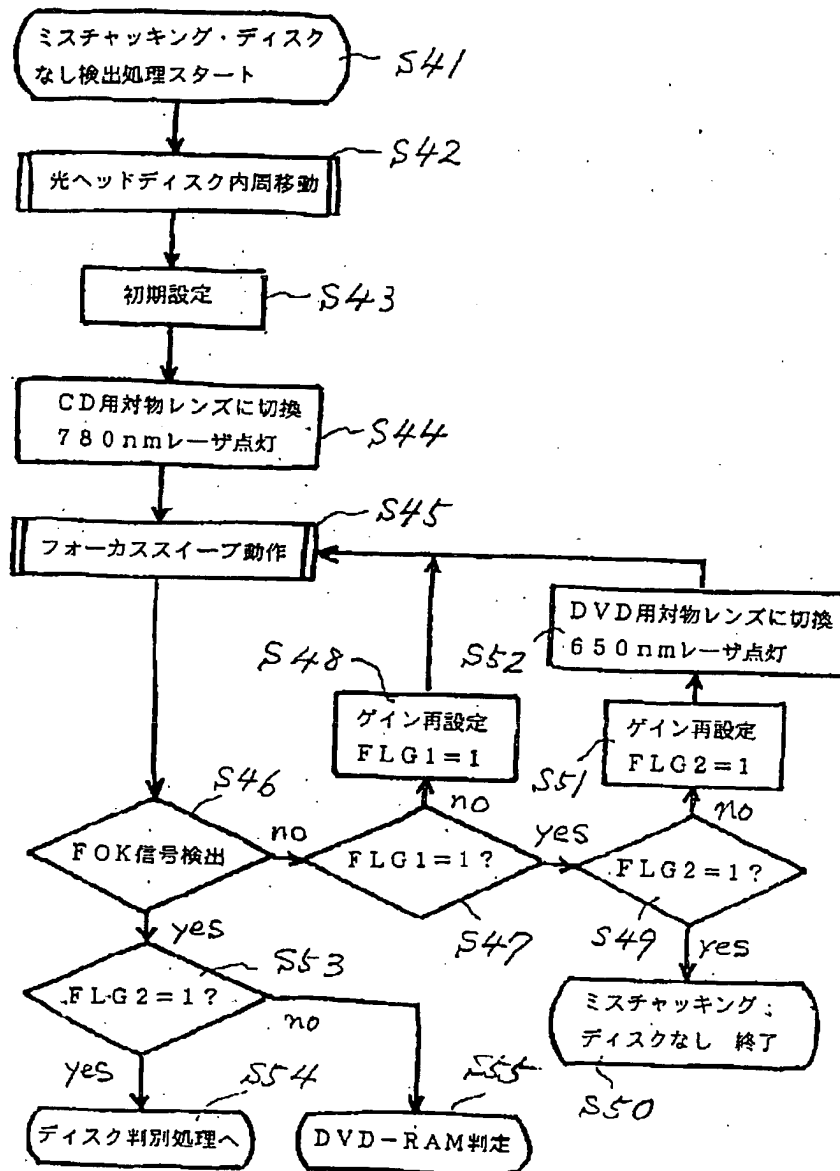 ミスチャッキング・ディスク
なし検出処理スタート
S41
S42
光ヘッドディスク内周移動
初期設定
S43
CD用対物レンズに切換
780nmレーザ点灯
S44
S45
フォーカススイープ動作
DVD用対物レンズに切換
650nmレーザ点灯
S52
S48
ゲイン再設定
FLG1=1
ゲイン再設定
FLG2=1
S51
S46
no
no
FOK信号検出
no
FLG1=1?
yes
FLG2=1?
S47
S49
yes
yes
S53
FLG2=1?
no
ミスチャッキング;
ディスクなし 終了
S50
yes
S54
S55
ディスク判別処理へ
DVD-RAM判定